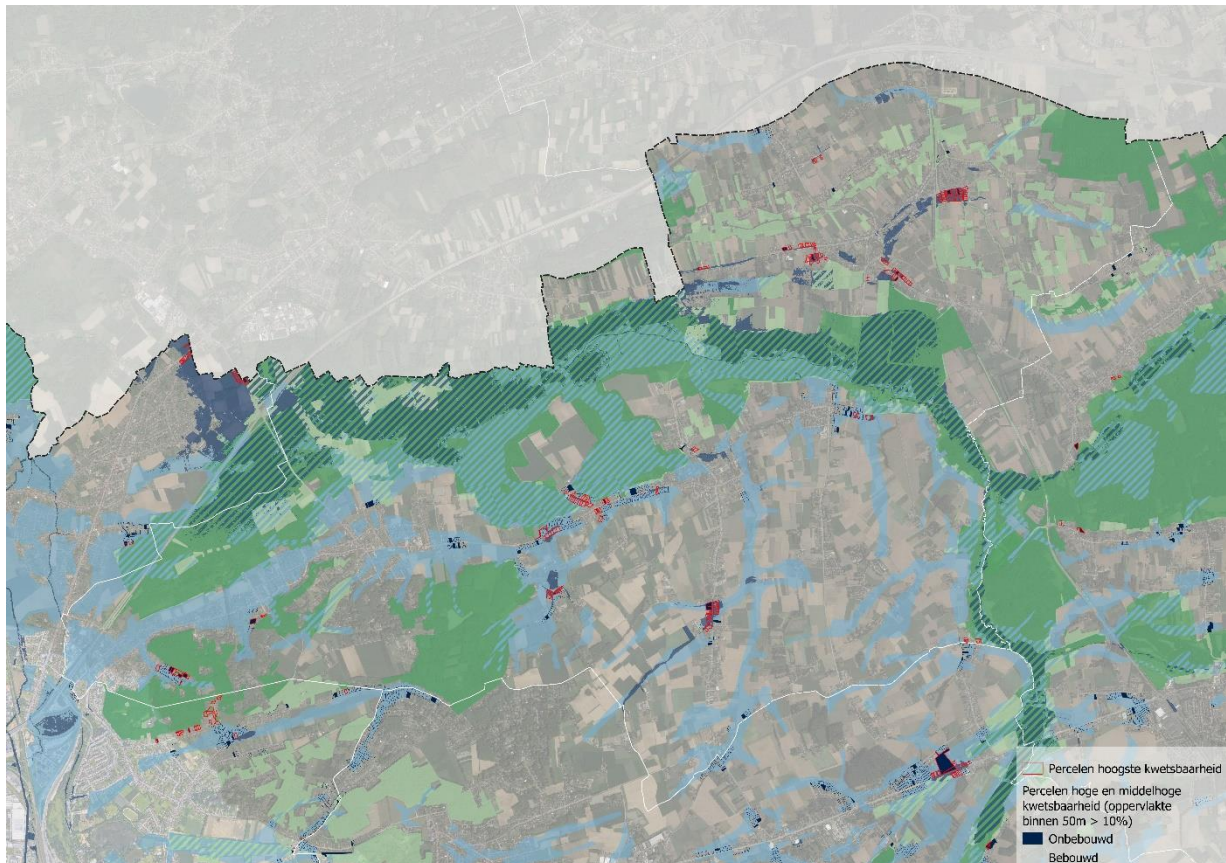 Percelen hoogste kwetsbaarheid
Percelen hoge en middelhoge
kwetsbaarheid (oppervlakte
binnen 50m > 10%)
Onbebouwd
Bebouwd